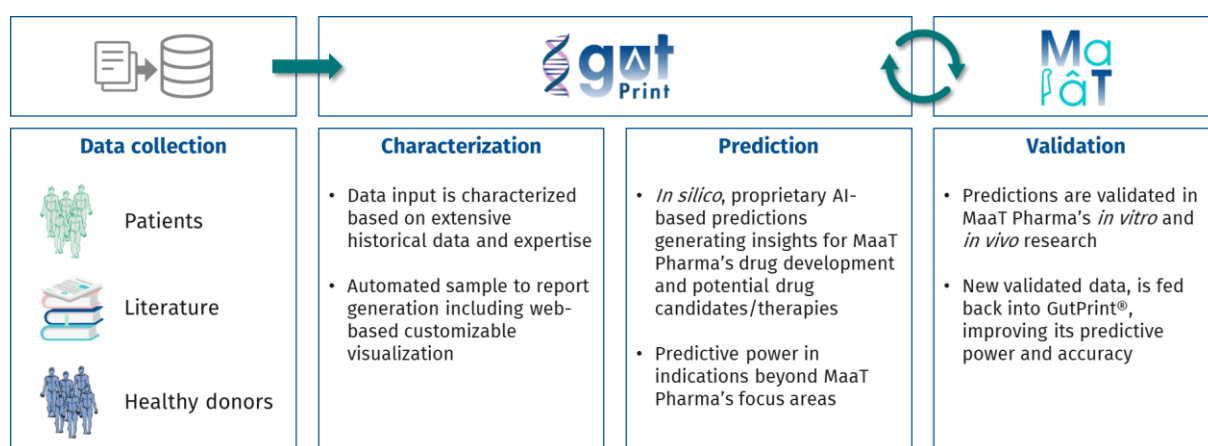 gut
Print
Ma
âT
Data collection
Patients
Literature
Healthy donors
Characterization
• Data input is characterized
based on extensive
historical data and expertise
• Automated sample to report
generation including web-
based customizable
visualization
Prediction
• In silico, proprietary AI-
based predictions
generating insights for MaaT
Pharma’s drug development
and potential drug
candidates/therapies
• Predictive power in
indications beyond MaaT
Pharma’s focus areas
Validation
• Predictions are validated in
MaaT Pharma’s in vitro and
in vivo research
• New validated data, is fed
back into GutPrint®,
improving its predictive
power and accuracy